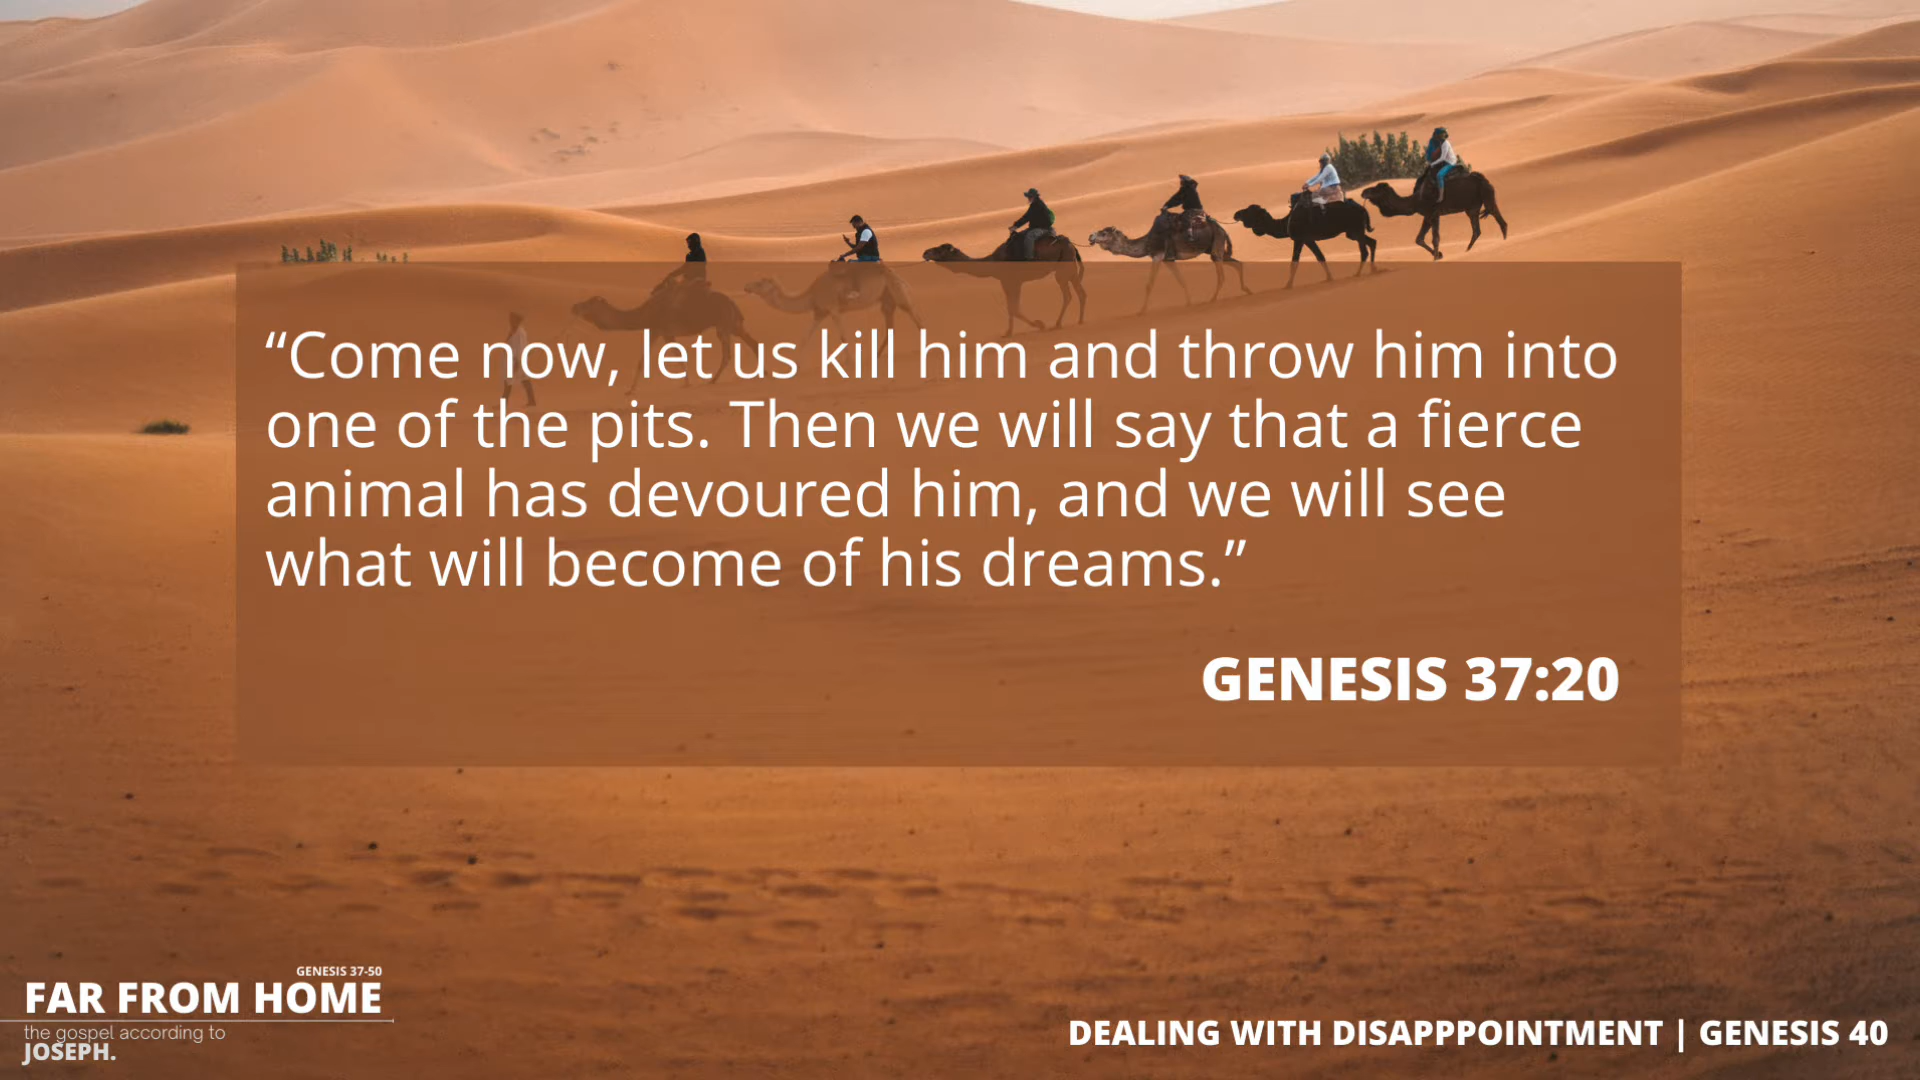 “Come now, let us kill him and throw him into
one of the pits. Then we will say that a fierce
animal has devoured him, and we will see
what will become of his dreams.”
GENESIS 37:20
GENESIS 37-50
FAR FROM HOME
the gospel according to
JOSEPH.
DEALING WITH DISAPPPOINTMENT | GENESIS 40